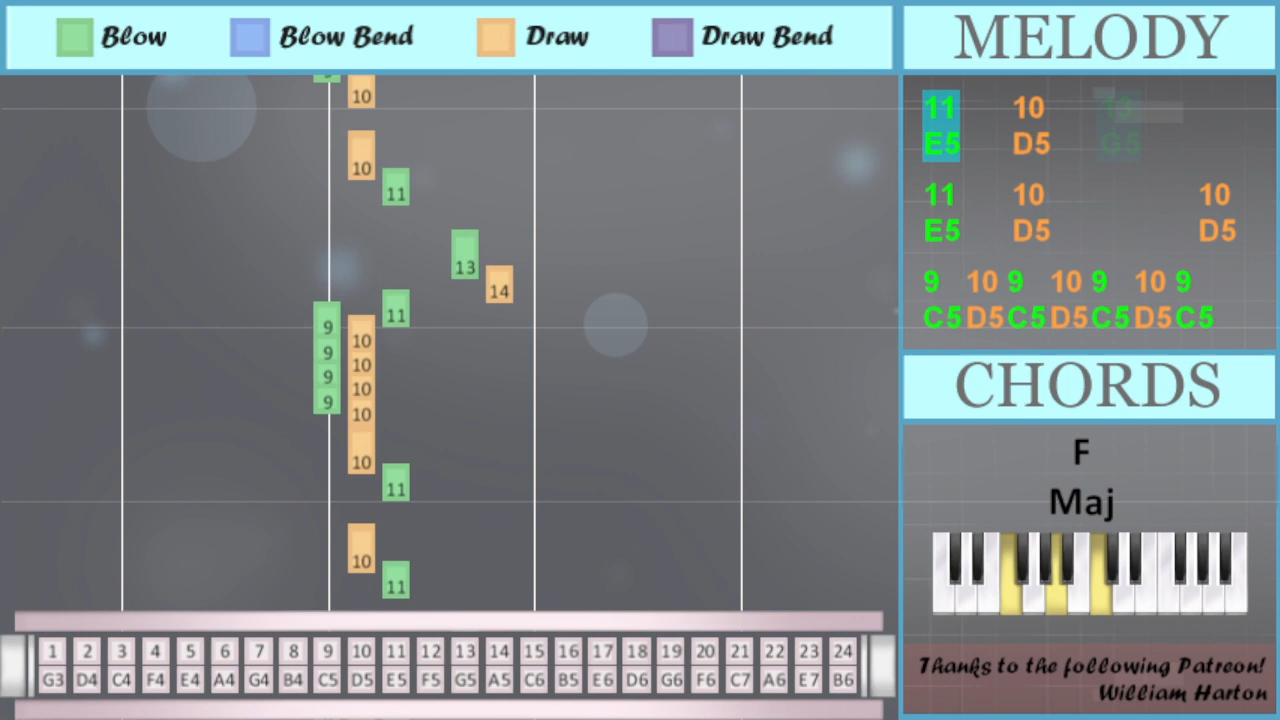 Blow Blow Bend Draw Draw Bend
MELODY
11 10 13
E5 D5 G5
11 10 10
E5 D5 D5
9 10 9 10 9 10 9
C5 D5 C5 D5 C5 D5 C5
CHORDS
F
Maj
10
10
11
13
14
11
9
10
9
10
9
10
9
10
10
11
10
11
1 2 3 4 5 6 7 8 9 10 11 12 13 14 15 16 17 18 19 20 21 22 23 24
G3 D4 C4 F4 E4 A4 G4 B4 C5 D5 E5 F5 G5 A5 C6 B5 E6 D6 G6 F6 C7 A6 E7 B6
Thanks to the following Patreon!
William Harton